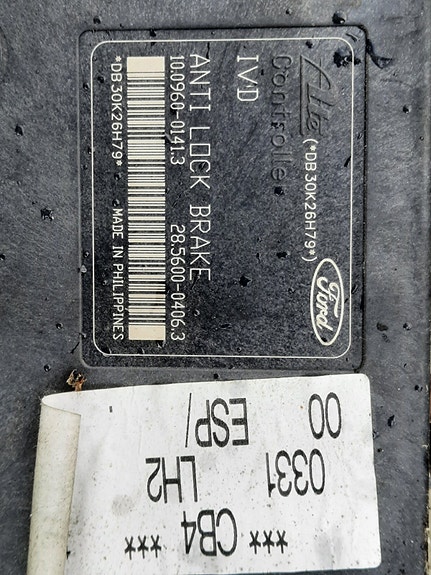 Ate (*DB30K26H79*) Ford
Controller
IVD
ANTI LOCK BRAKE
10.0960-0141.3 28.5600-0406.3
*DB30K26H79* MADE IN PHILIPPINES
*** CB4 ***
0331 LH2
00 ESP/